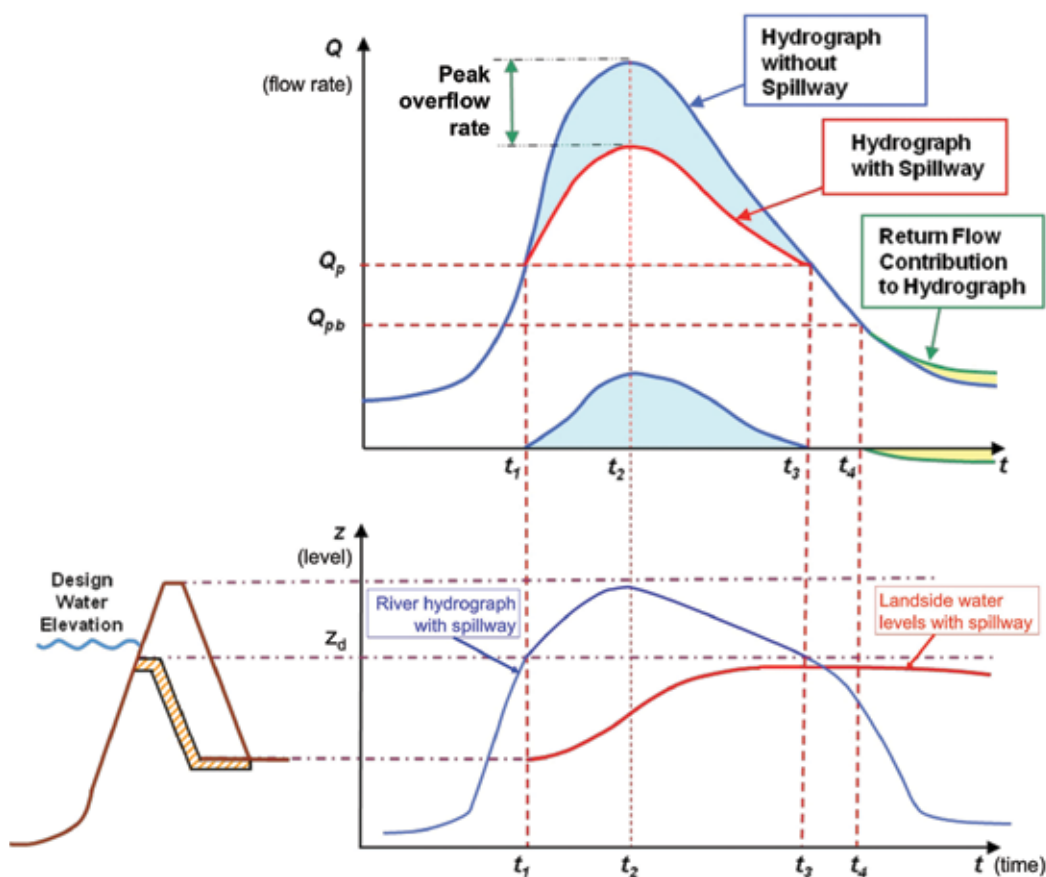 Q
(flow rate)
Peak
overflow
rate
Hydrograph
without
Spillway
Hydrograph
with Spillway
Return Flow
Contribution
to Hydrograph
Qp
Qpb
t1
t2
t3
t4
t
z
(level)
Design
Water
Elevation
zd
River hydrograph
with spillway
Landside water
levels with spillway
t1
t2
t3
t4
t (time)